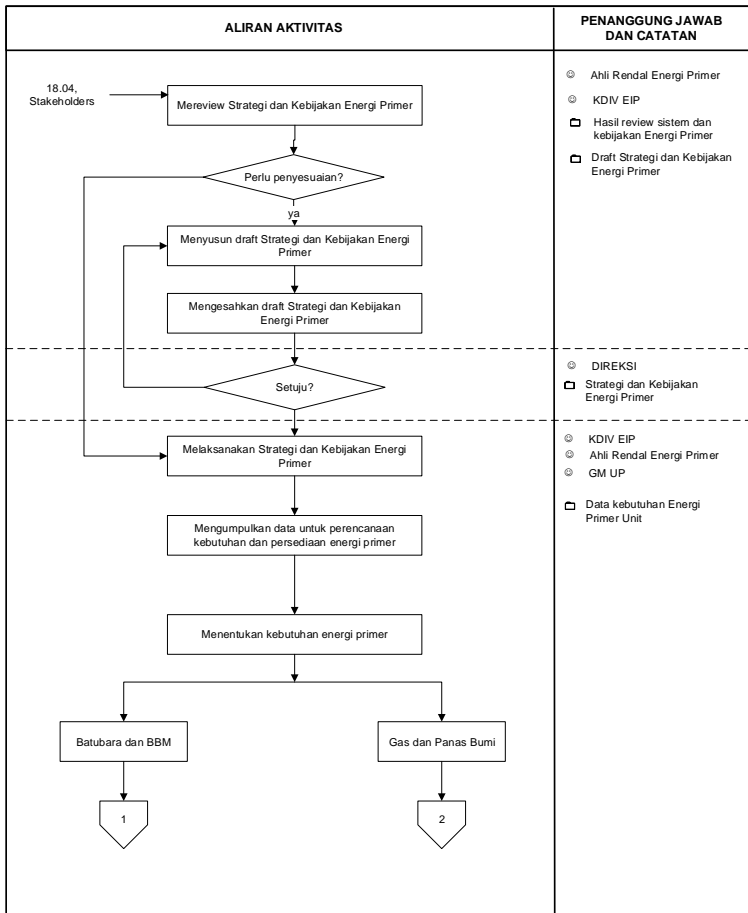 ALIRAN AKTIVITAS
PENANGGUNG JAWAB
DAN CATATAN
18.04,
Stakeholders
Mereview Strategi dan Kebijakan Energi Primer
Perlu penyesuaian?
ya
Menyusun draft Strategi dan Kebijakan Energi
Primer
Mengesahkan draft Strategi dan Kebijakan
Energi Primer
Ahli Rendal Energi Primer
KDIV EIP
Hasil review sistem dan
kebijakan Energi Primer
Draft Strategi dan Kebijakan
Energi Primer
Setuju?
DIREKSI
Strategi dan Kebijakan
Energi Primer
Melaksanakan Strategi dan Kebijakan Energi
Primer
Mengumpulkan data untuk perencanaan
kebutuhan dan persediaan energi primer
Menentukan kebutuhan energi primer
Batubara dan BBM
Gas dan Panas Bumi
1
2
KDIV EIP
Ahli Rendal Energi Primer
GM UP
Data kebutuhan Energi
Primer Unit